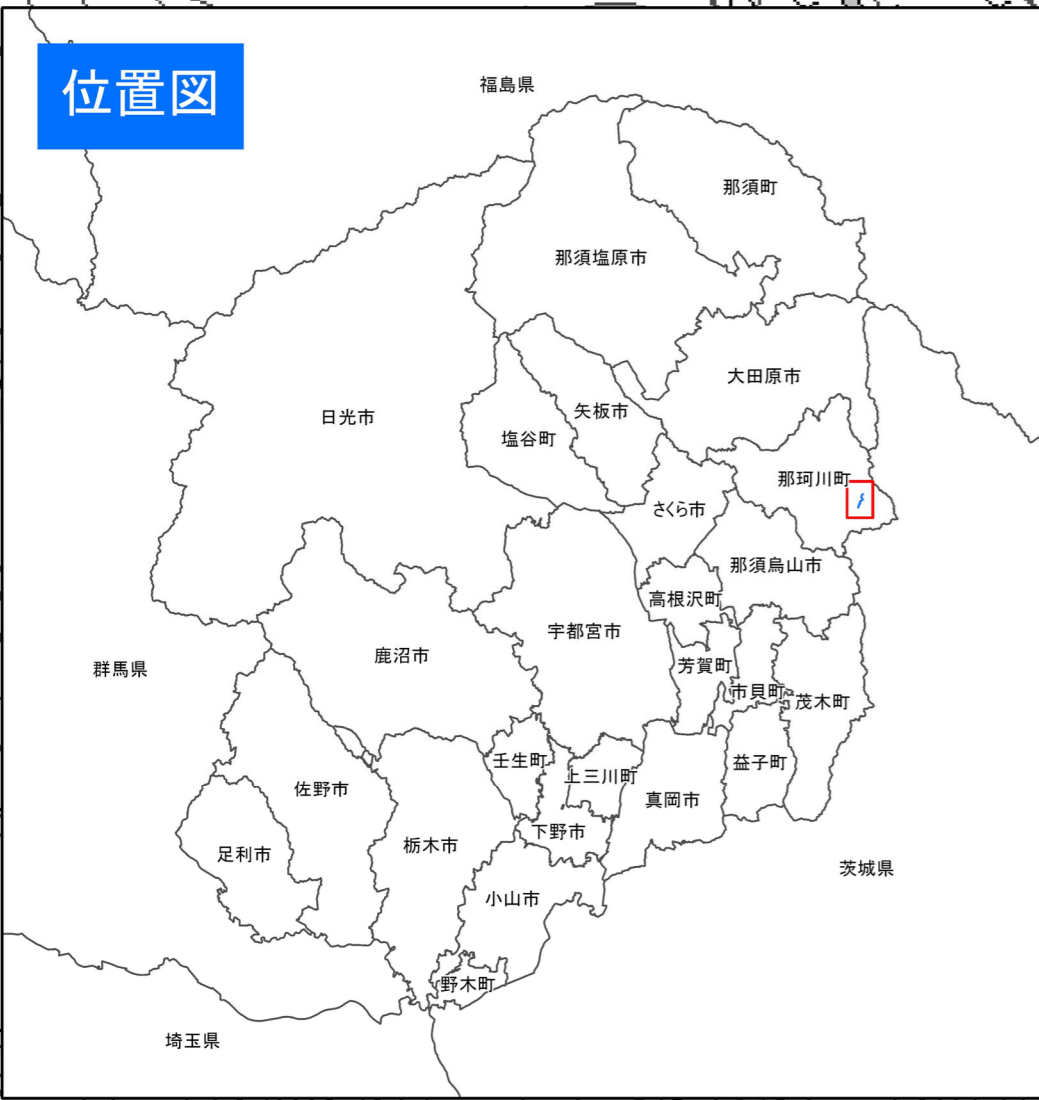 位置図
福島県
那須町
那須塩原市
大田原市
矢板市
日光市
塩谷町
那珂川町
さくら市
那須烏山市
高根沢町
宇都宮市
鹿沼市
芳賀町
群馬県
市貝町
茂木町
壬生町
益子町
上三川町
佐野市
真岡市
下野市
栃木市
足利市
茨城県
小山市
野木町
埼玉県